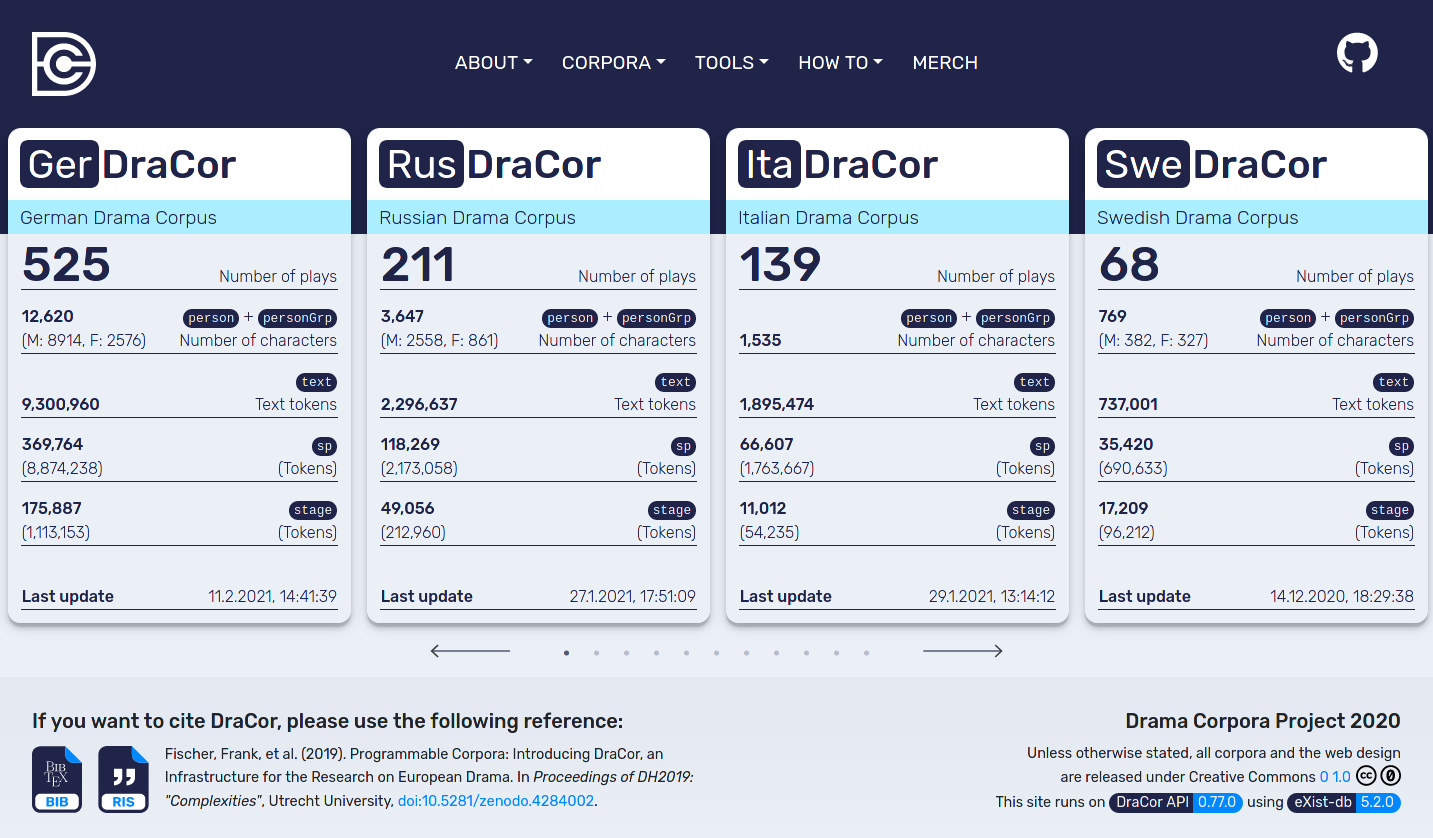 ABOUT CORPORA TOOLS HOW TO MERCH
Ger DraCor
German Drama Corpus
525 Number of plays
12,620 person + personGrp
(M: 8914, F: 2576) Number of characters
text
9,300,960 Text tokens
369,764 sp
(8,874,238) (Tokens)
175,887 stage
(1,113,153) (Tokens)
Last update 11.2.2021, 14:41:39
Rus DraCor
Russian Drama Corpus
211 Number of plays
3,647 person + personGrp
(M: 2558, F: 861) Number of characters
text
2,296,637 Text tokens
118,269 sp
(2,173,058) (Tokens)
49,056 stage
(212,960) (Tokens)
Last update 27.1.2021, 17:51:09
Ita DraCor
Italian Drama Corpus
139 Number of plays
person + personGrp
1,535 Number of characters
text
1,895,474 Text tokens
66,607 sp
(1,763,667) (Tokens)
11,012 stage
(54,235) (Tokens)
Last update 29.1.2021, 13:14:12
Swe DraCor
Swedish Drama Corpus
68 Number of plays
769 person + personGrp
(M: 382, F: 327) Number of characters
text
737,001 Text tokens
35,420 sp
(690,633) (Tokens)
17,209 stage
(96,212) (Tokens)
Last update 14.12.2020, 18:29:38
If you want to cite DraCor, please use the following reference:
BIBTEX
BIB
RIS
Fischer, Frank, et al. (2019). Programmable Corpora: Introducing DraCor, an
Infrastructure for the Research on European Drama. In Proceedings of DH2019:
"Complexities", Utrecht University, doi:10.5281/zenodo.4284002.
Drama Corpora Project 2020
Unless otherwise stated, all corpora and the web design
are released under Creative Commons 0 1.0 cc 0
This site runs on DraCor API 0.77.0 using eXist-db 5.2.0